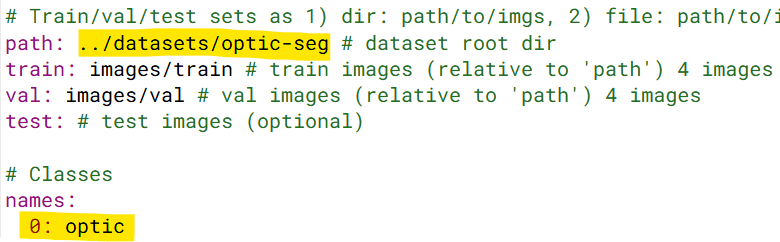 # Train/val/test sets as 1) dir: path/to/imgs, 2) file: path/to/i
path: ../datasets/optic-seg # dataset root dir
train: images/train # train images (relative to 'path') 4 images
val: images/val # val images (relative to 'path') 4 images
test: # test images (optional)
# Classes
names:
0: optic